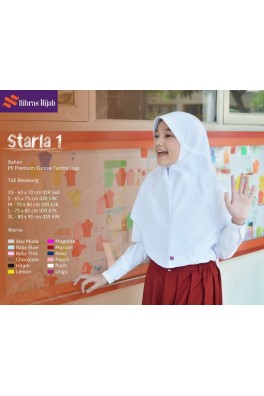 Nibras Hijab
Starla 1
Bahan
PE Premium Europe Technology
Tali Belakang
XS - 60 x 70 cm IDR 56K
S - 65 x 75 cm IDR 59K
M - 70 x 80 cm IDR 62K
L - 75 x 85 cm IDR 67K
XL - 80 x 90 cm IDR 69K
Warna
Abu Muda
Magenta
Baby Blue
Maroon
Baby Pink
Navy
Chocolate
Peach
Hitam
Putih
Lemon
Ungu